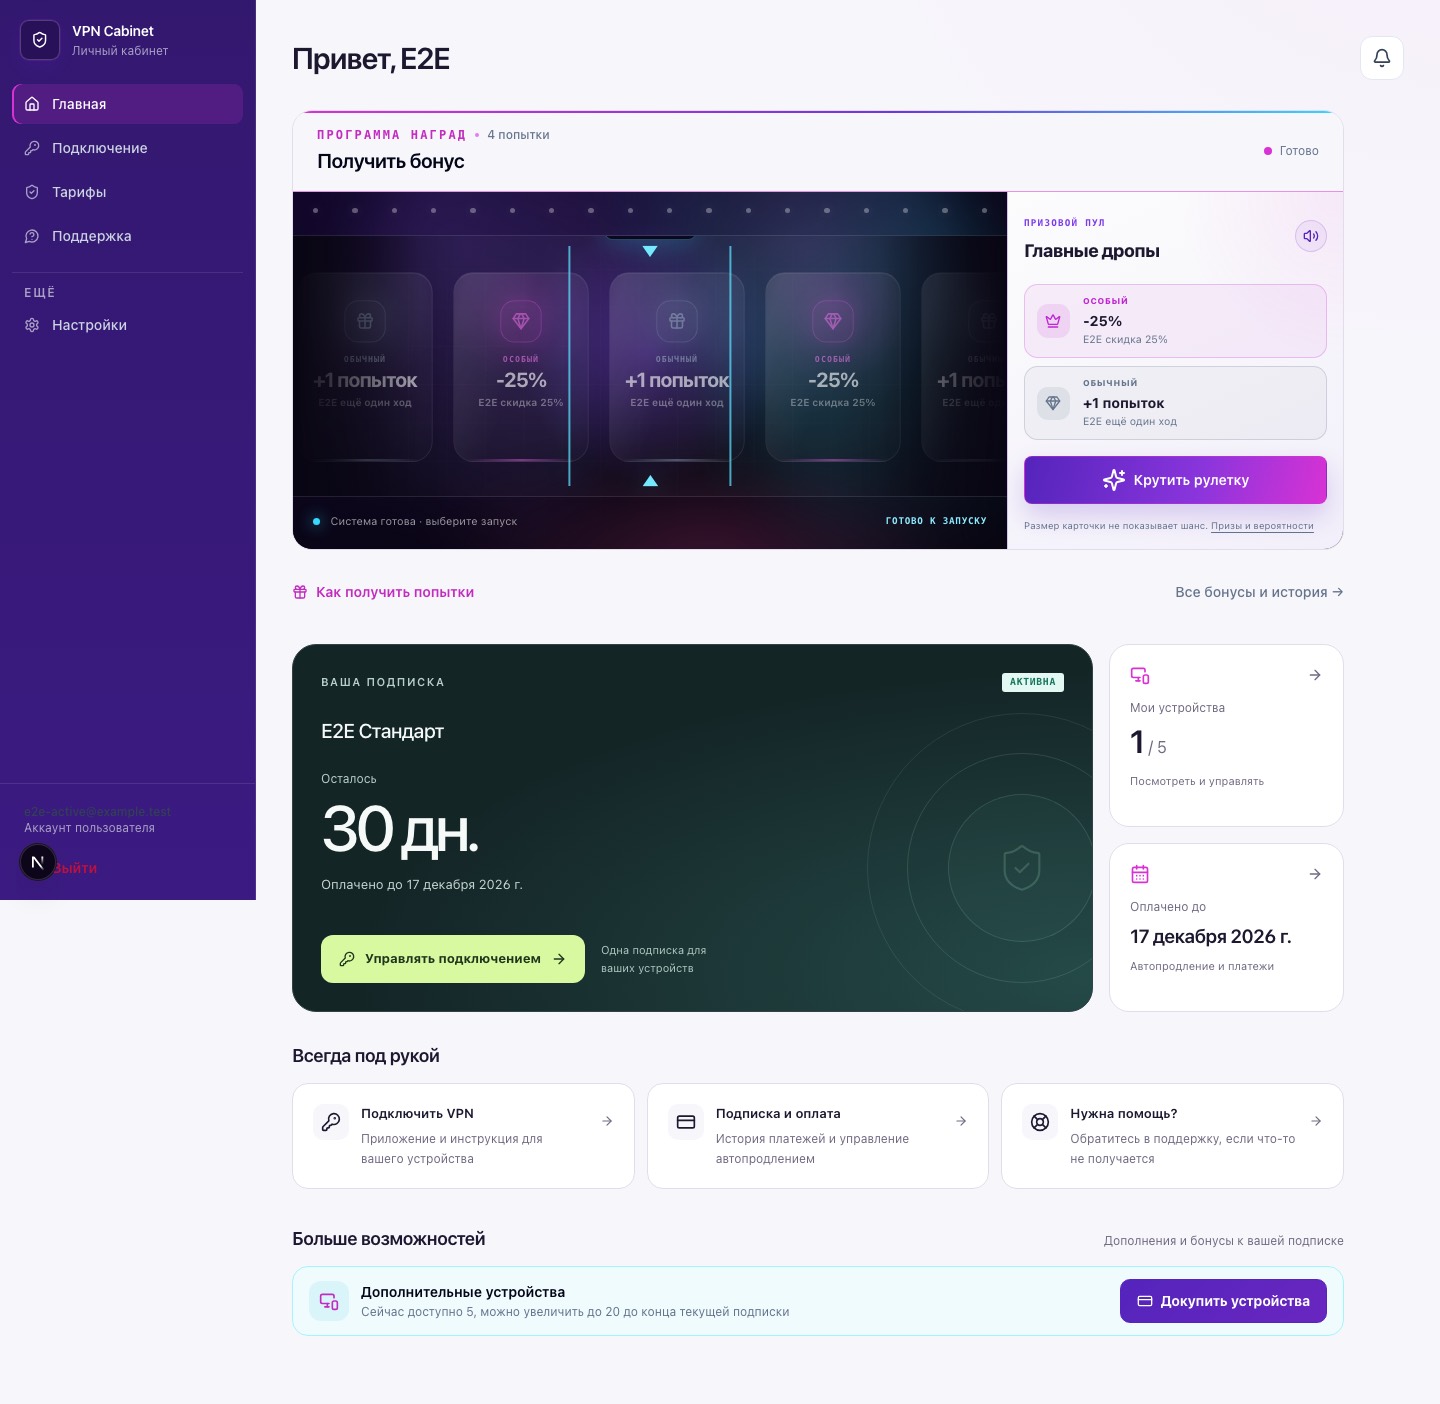 VPN Cabinet
Личный кабинет
Главная
Подключение
Тарифы
Поддержка
ЕЩЁ
Настройки
e2e-active@example.test
Аккаунт пользователя
N
Выйти
Привет, E2E
ПРОГРАММА НАГРАД • 4 попытки
Получить бонус
Готово
ОБЫЧНЫЙ
+1 попыток
E2E ещё один ход
ОСОБЫЙ
-25%
E2E скидка 25%
ОБЫЧНЫЙ
+1 попыток
E2E ещё один ход
ОСОБЫЙ
-25%
E2E скидка 25%
+1 поп
E2E ещё о
Система готова · выберите запуск
ГОТОВО К ЗАПУСКУ
ПРИЗОВОЙ ПУЛ
Главные дропы
ОСОБЫЙ
-25%
E2E скидка 25%
ОБЫЧНЫЙ
+1 попыток
E2E ещё один ход
Крутить рулетку
Размер карточки не показывает шанс. Призы и вероятности
Как получить попытки
Все бонусы и история →
ВАША ПОДПИСКА
АКТИВНА
E2E Стандарт
Осталось
30 дн.
Оплачено до 17 декабря 2026 г.
Управлять подключением →
Одна подписка для
ваших устройств
Мои устройства
1 / 5
Посмотреть и управлять
Оплачено до
17 декабря 2026 г.
Автопродление и платежи
Всегда под рукой
Подключить VPN
Приложение и инструкция для
вашего устройства
Подписка и оплата
История платежей и управление
автопродлением
Нужна помощь?
Обратитесь в поддержку, если что-то
не получается
Больше возможностей
Дополнения и бонусы к вашей подписке
Дополнительные устройства
Сейчас доступно 5, можно увеличить до 20 до конца текущей подписки
Докупить устройства